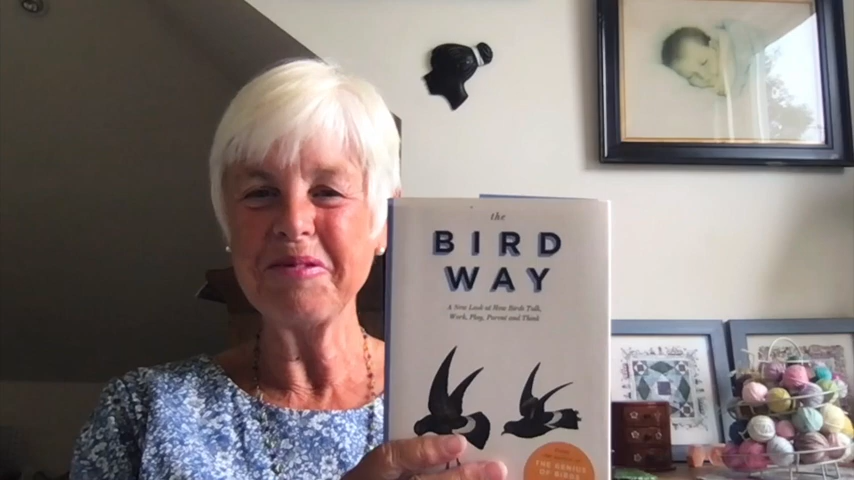 the
BIRD
WAY
A New Look at How Birds Talk,
Work, Play, Parent and Think
THE GENIUS
OF BIRDS